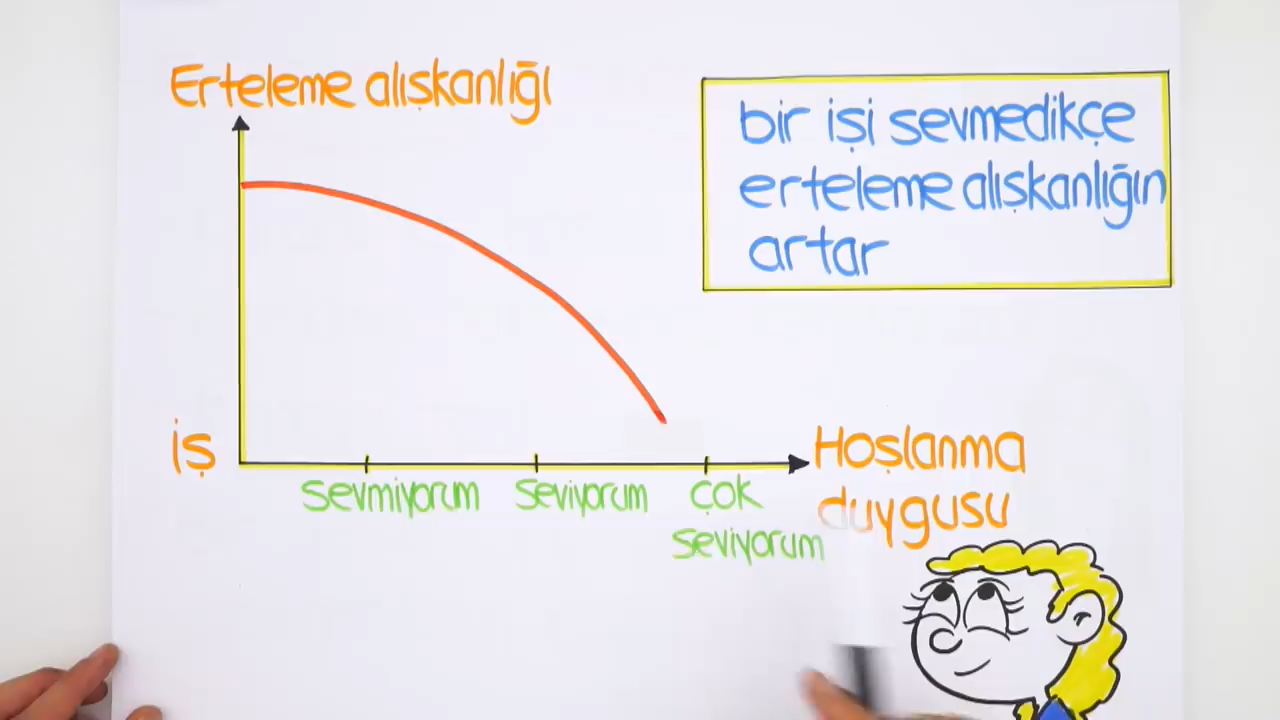 Erteleme alışkanlığı
bir işi sevmedikçe
erteleme alışkanlığın
artar
iş
Hoşlanma
duygusu
sevmiyorum
seviyorum
çok
seviyorum